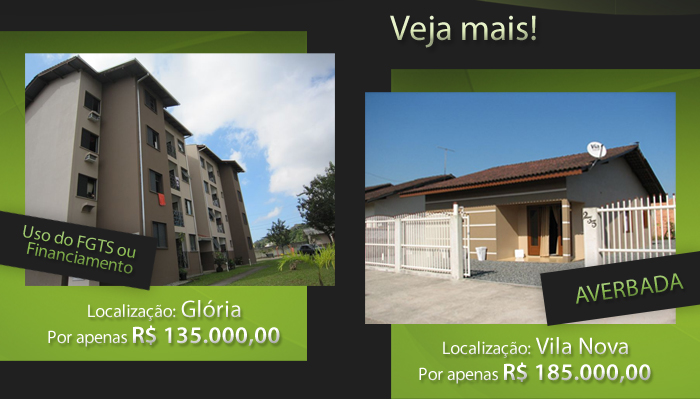 Veja mais!
Uso do FGTS ou
Financiamento
Localização: Glória
Por apenas R$ 135.000,00
235
AVERBADA
Localização: Vila Nova
Por apenas R$ 185.000,00